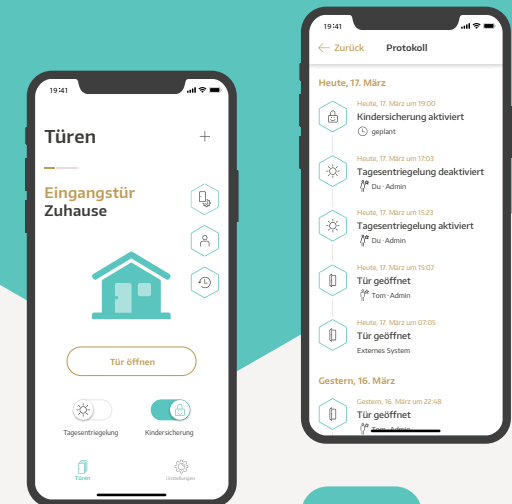 19:41
Türen
Eingangstür
Zuhause
Tür öffnen
Tagesentriegelung
Kindersicherung
Türen
Einstellungen
19:41
Zurück
Protokoll
Heute, 17. März
Heute, 17. März um 19:00
Kindersicherung aktiviert
geplant
Heute, 17. März um 17:03
Tagesentriegelung deaktiviert
Du · Admin
Heute, 17. März um 15:23
Tagesentriegelung aktiviert
Du · Admin
Heute, 17. März um 15:07
Tür geöffnet
Tom · Admin
Heute, 17. März um 07:05
Tür geöffnet
Externes System
Gestern, 16. März
Gestern, 16. März um 22:48
Tür geöffnet
Tom · Admin